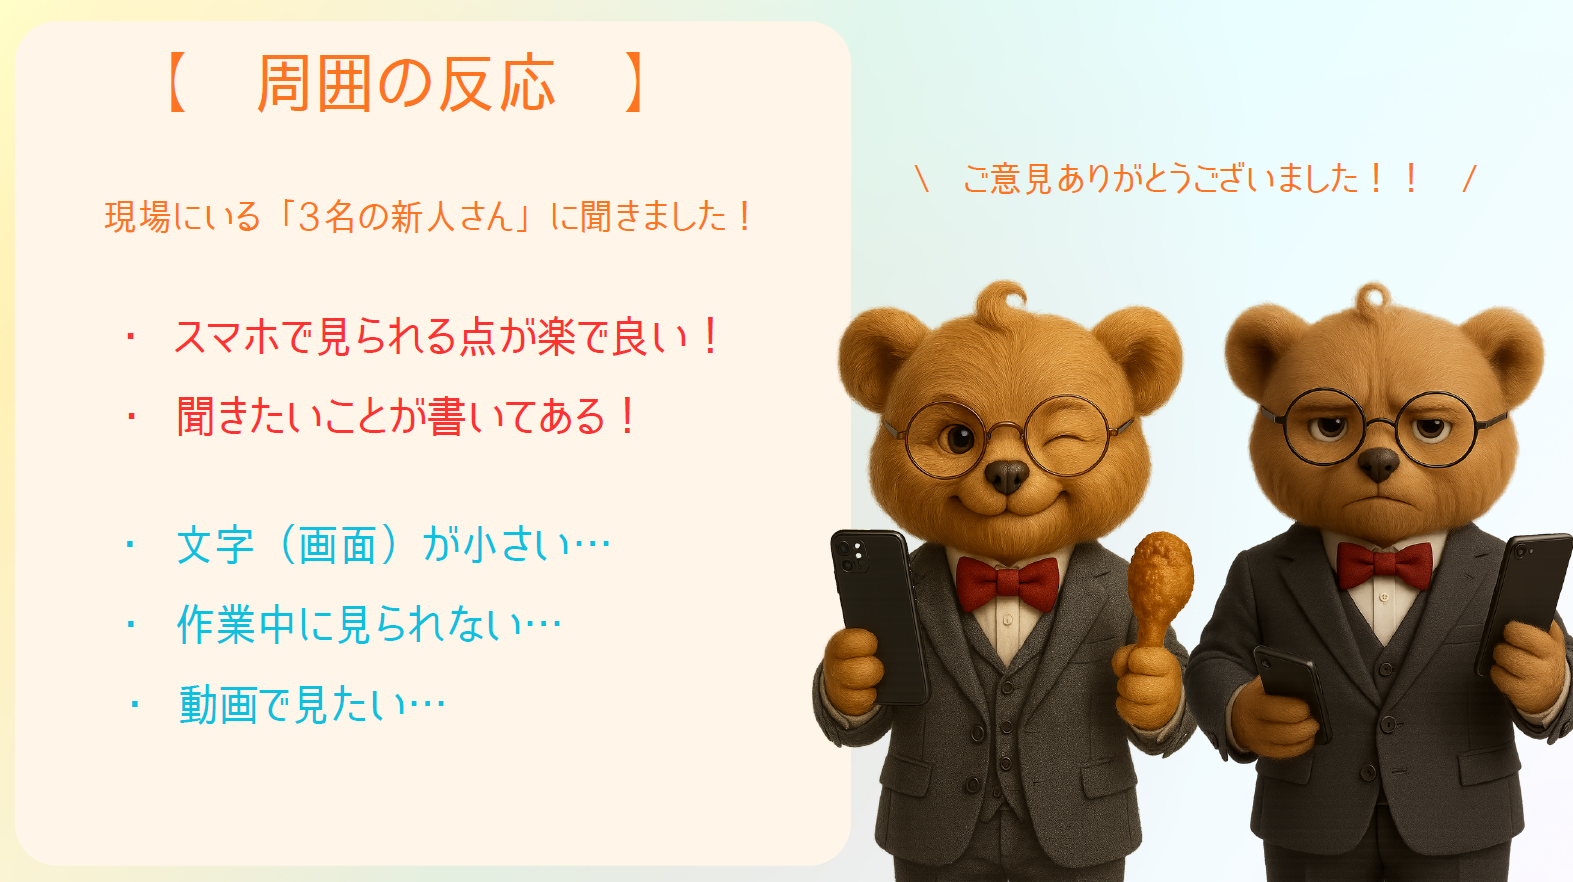 【　周囲の反応　】
現場にいる「３名の新人さん」に聞きました！
・　スマホで見られる点が楽で良い！
・　聞きたいことが書いてある！
・　文字（画面）が小さい…
・　作業中に見られない…
・　動画で見たい…
\　ご意見ありがとうございました！！　/